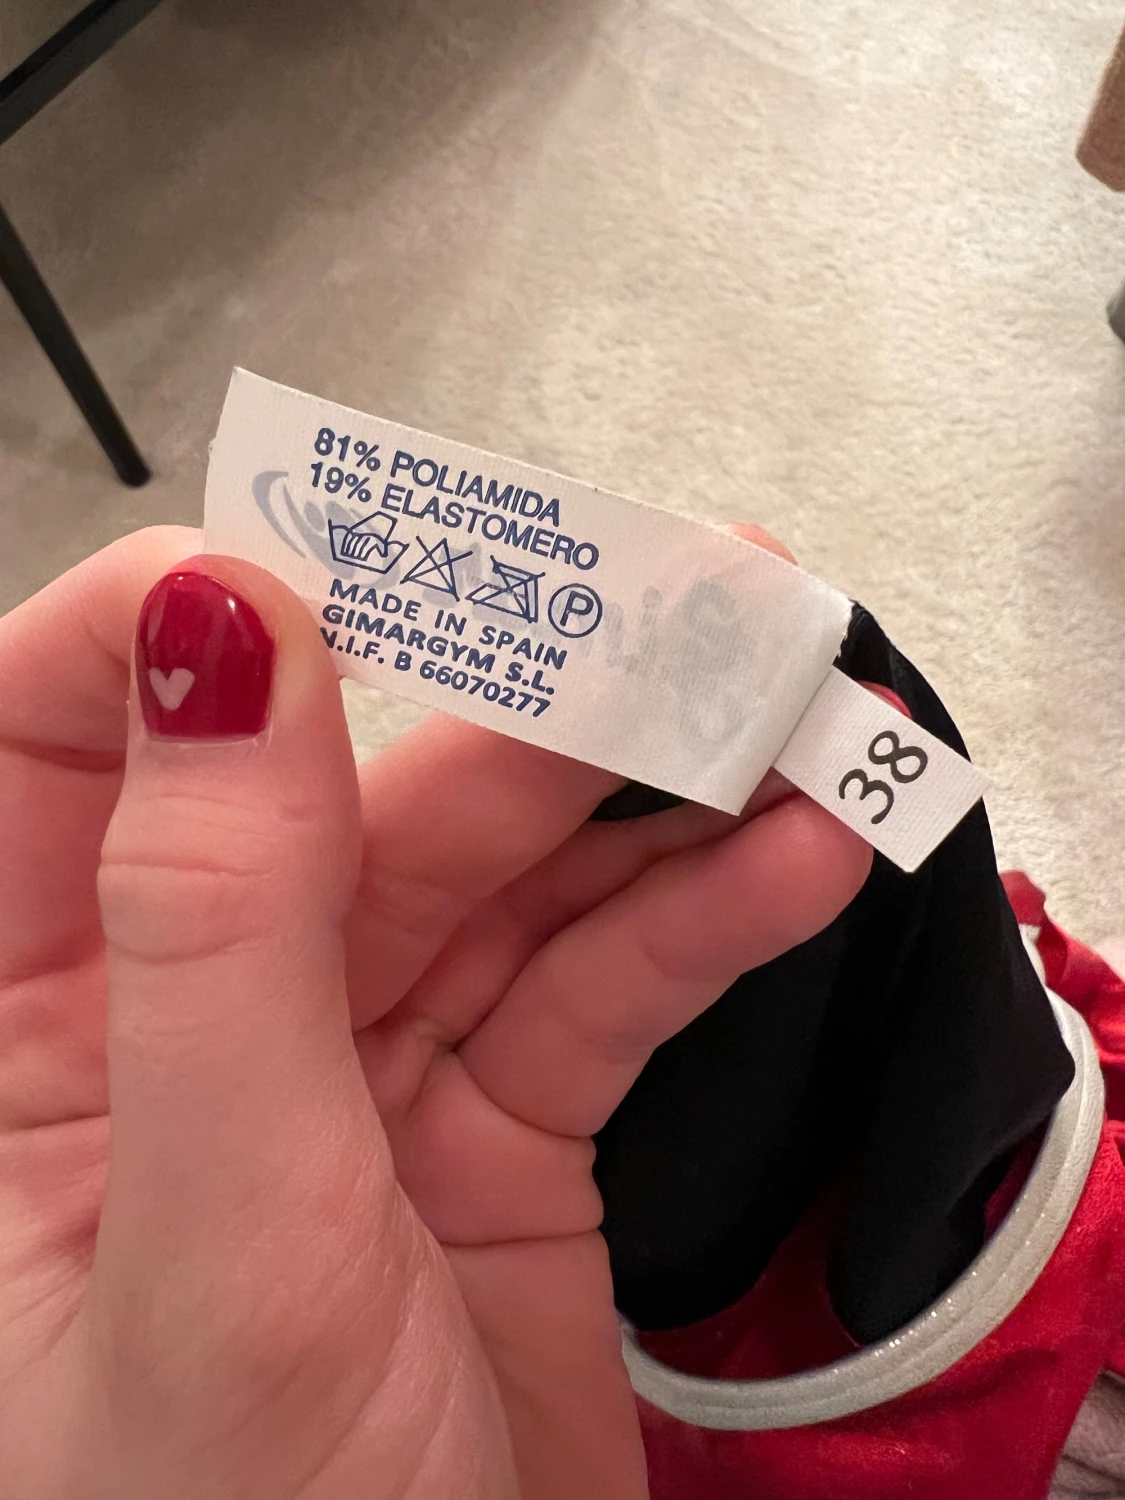 81% POLIAMIDA
19% ELASTOMERO
P
MADE IN SPAIN
GIMARGYM S.L.
N.I.F. B 66070277
38